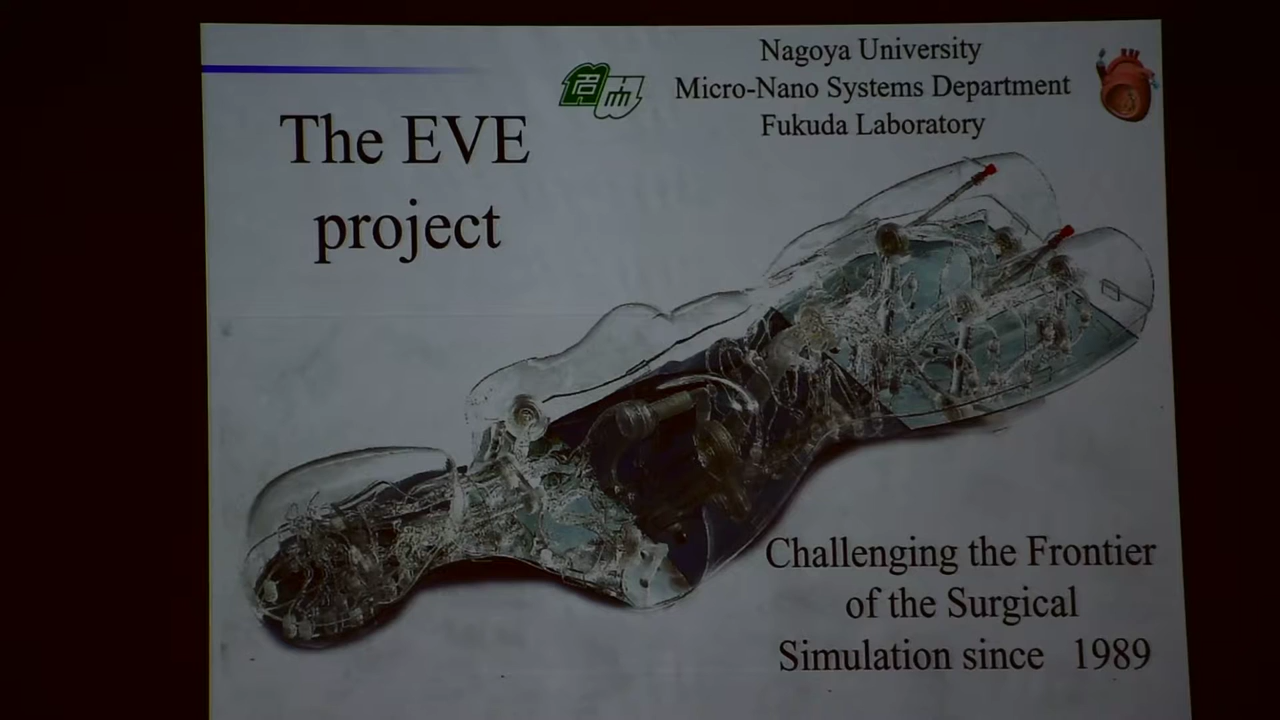 Nagoya University
Micro-Nano Systems Department
Fukuda Laboratory
The EVE
project
Challenging the Frontier
of the Surgical
Simulation since 1989